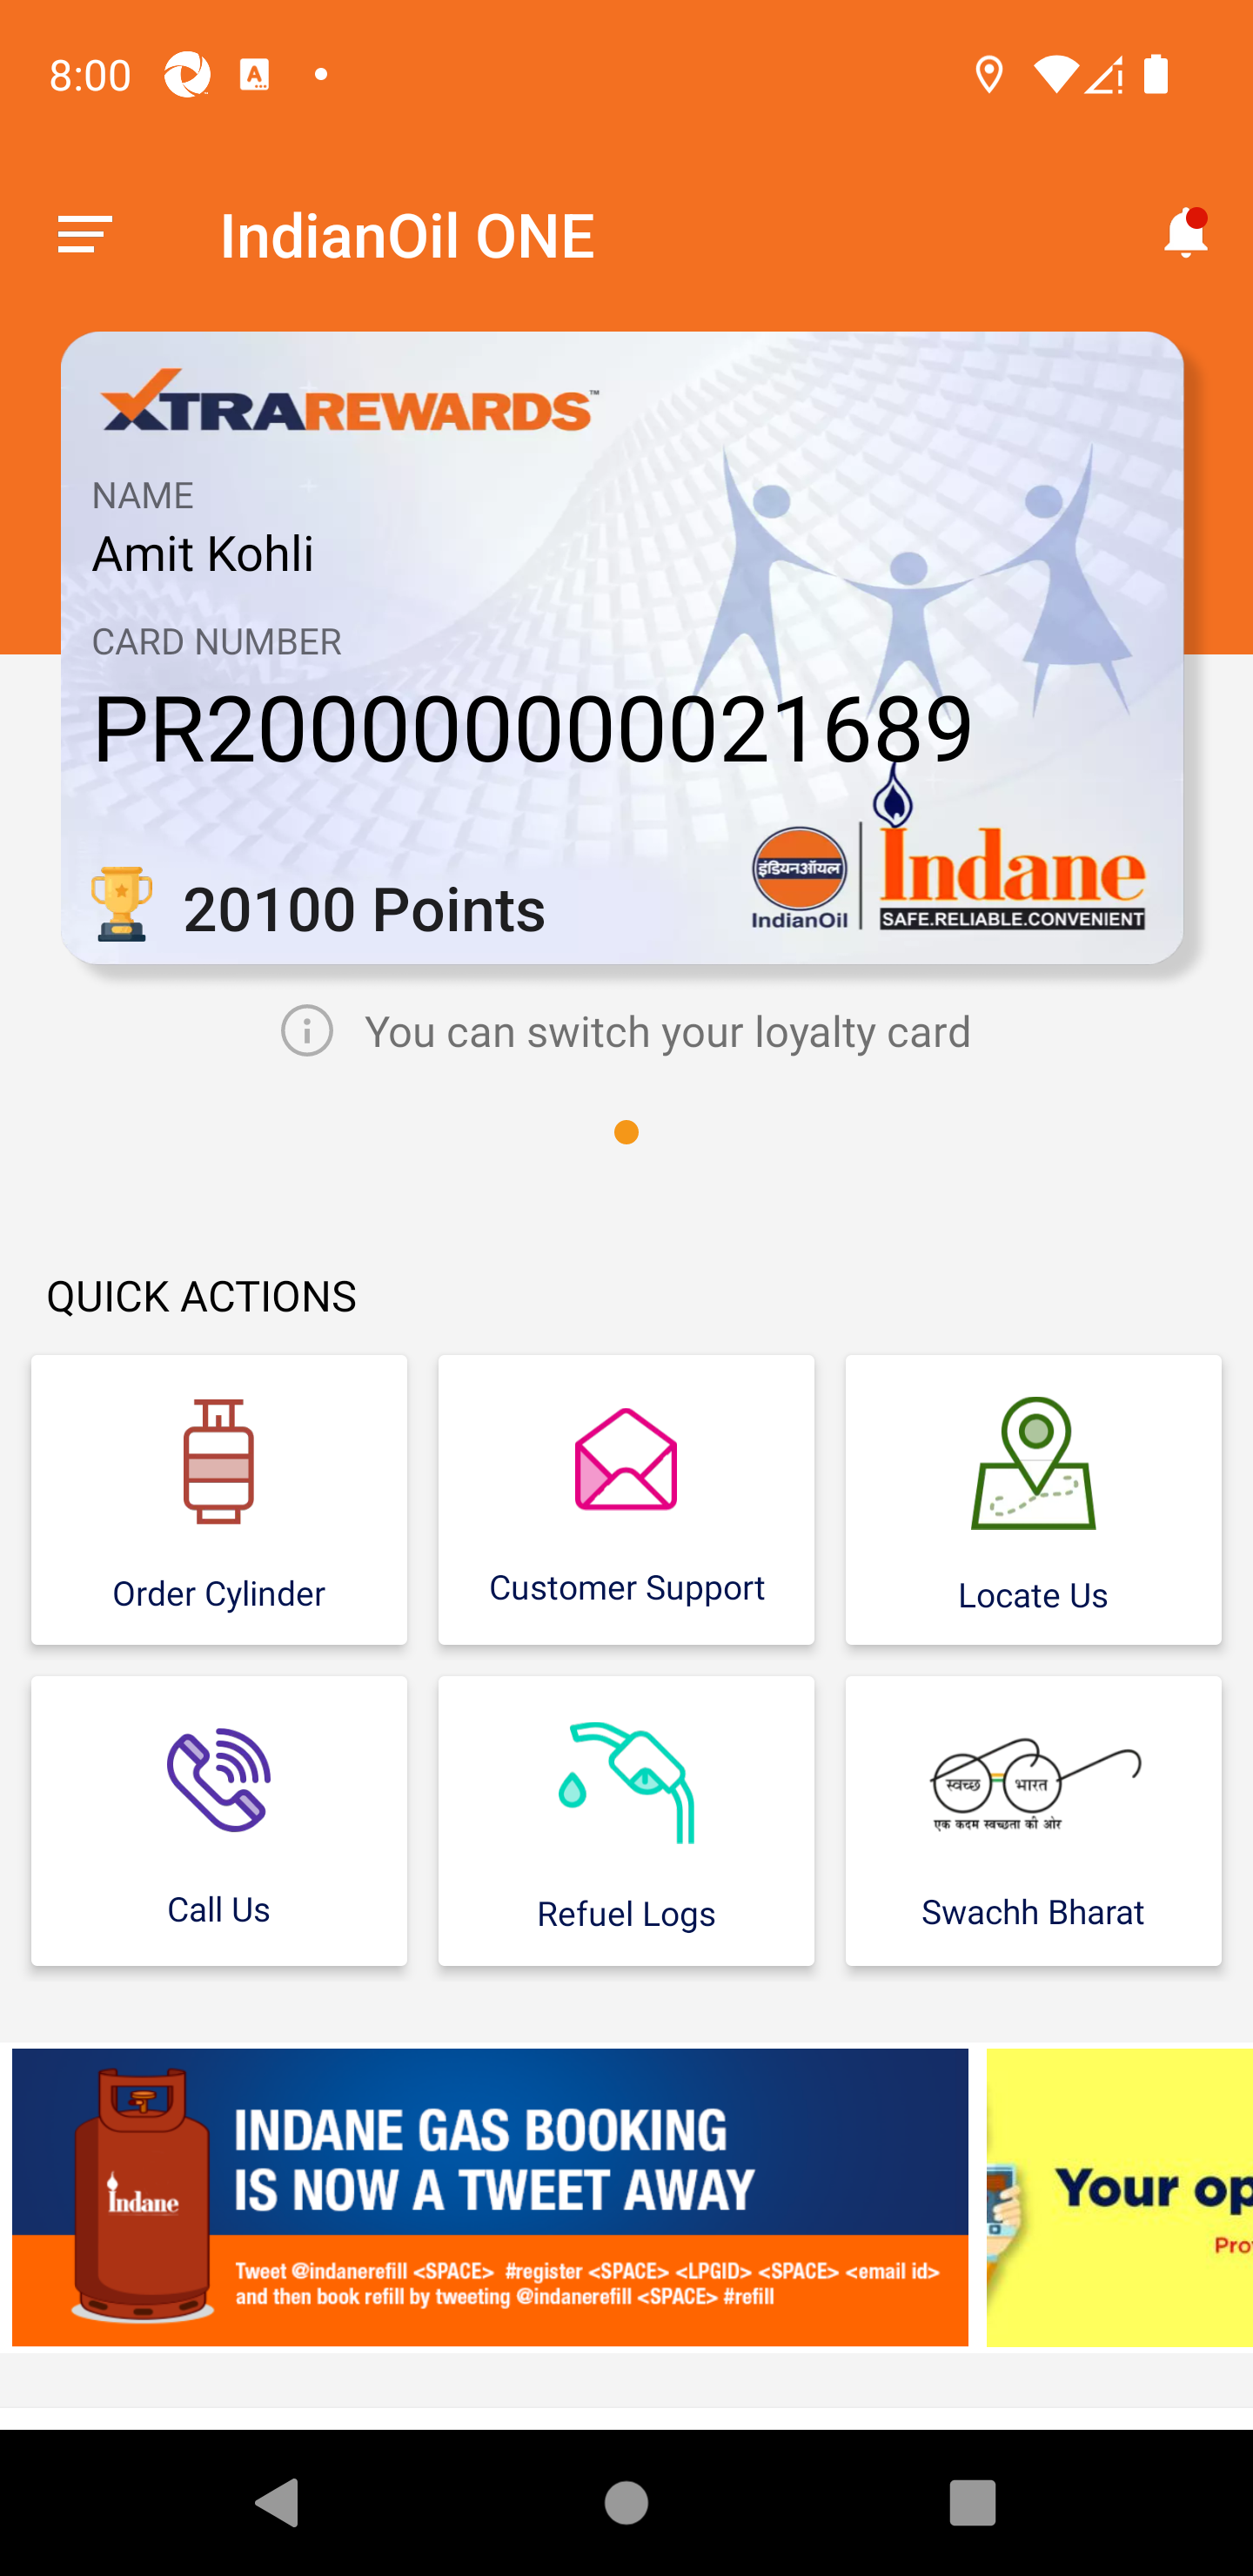 8:00
IndianOil ONE
XTRAREWARDS™
NAME
Amit Kohli
CARD NUMBER
PR200000000021689
20100 Points
इंडियनऑयल
IndianOil
Indane
SAFE.RELIABLE.CONVENIENT
You can switch your loyalty card
QUICK ACTIONS
Order Cylinder
Customer Support
Locate Us
स्वच्छ भारत
एक कदम स्वच्छता की ओर
Call Us
Refuel Logs
Swachh Bharat
INDANE GAS BOOKING
IS NOW A TWEET AWAY
Indane
Tweet @indanerefill <SPACE> #register <SPACE> <LPGID> <SPACE> <email id>
and then book refill by tweeting @indanerefill <SPACE> #refill
Your op
Pro